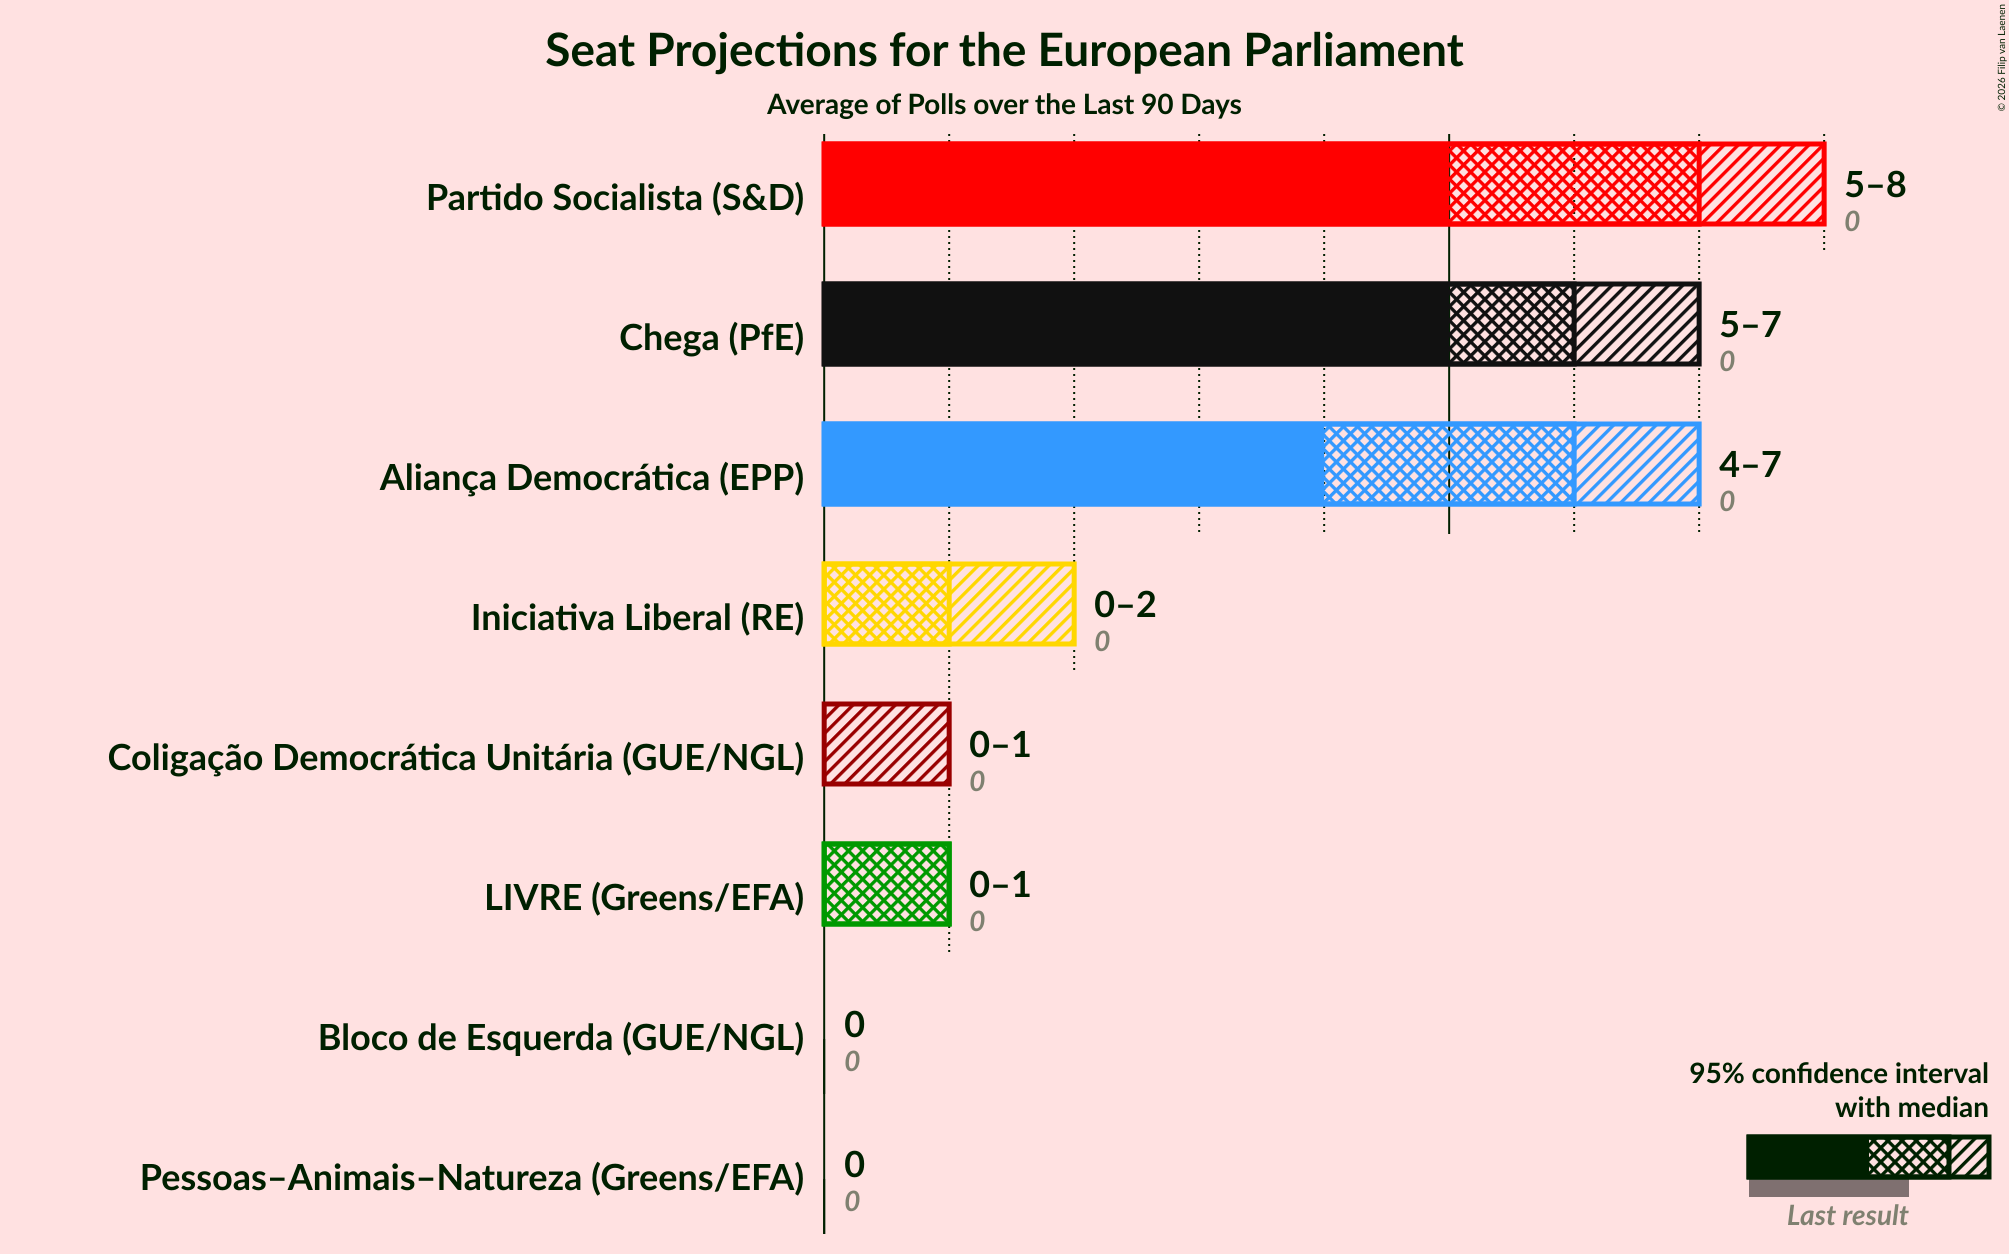 Seat Projections for the European Parliament
Average of Polls over the Last 90 Days
© 2026 Filip van Laenen
Partido Socialista (S&D)
5–8
0
Chega (PfE)
5–7
0
Aliança Democrática (EPP)
4–7
0
Iniciativa Liberal (RE)
0–2
0
Coligação Democrática Unitária (GUE/NGL)
0–1
0
LIVRE (Greens/EFA)
0–1
0
Bloco de Esquerda (GUE/NGL)
0
0
Pessoas–Animais–Natureza (Greens/EFA)
0
0
95% confidence interval
with median
Last result